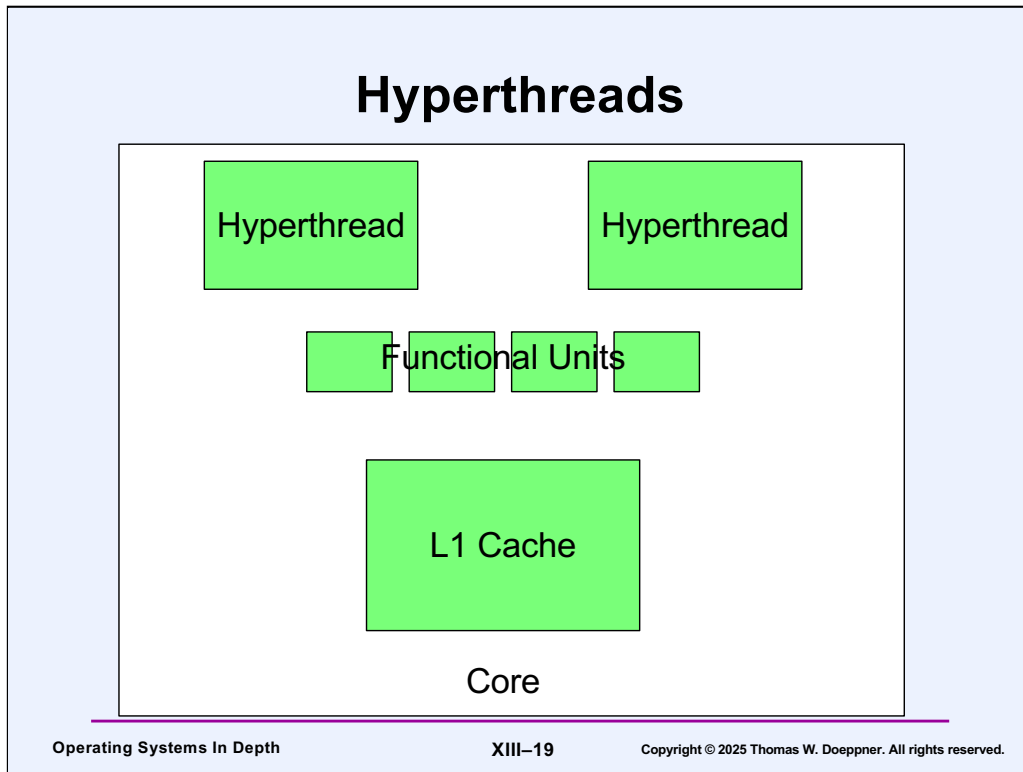 Hyperthreads
Hyperthread Hyperthread
Functional Units
L1 Cache
Core
Operating Systems In Depth XIII–19 Copyright © 2025 Thomas W. Doeppner. All rights reserved.